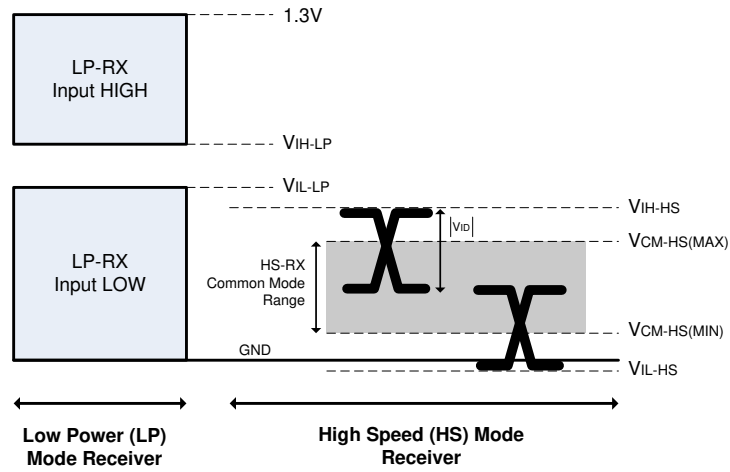 1.3V
LP-RX
Input HIGH
VIH-LP
VIL-LP
LP-RX
Input LOW
VIH-HS
|VID|
VCM-HS(MAX)
HS-RX
Common Mode
Range
VCM-HS(MIN)
GND
VIL-HS
Low Power (LP)
Mode Receiver
High Speed (HS) Mode
Receiver